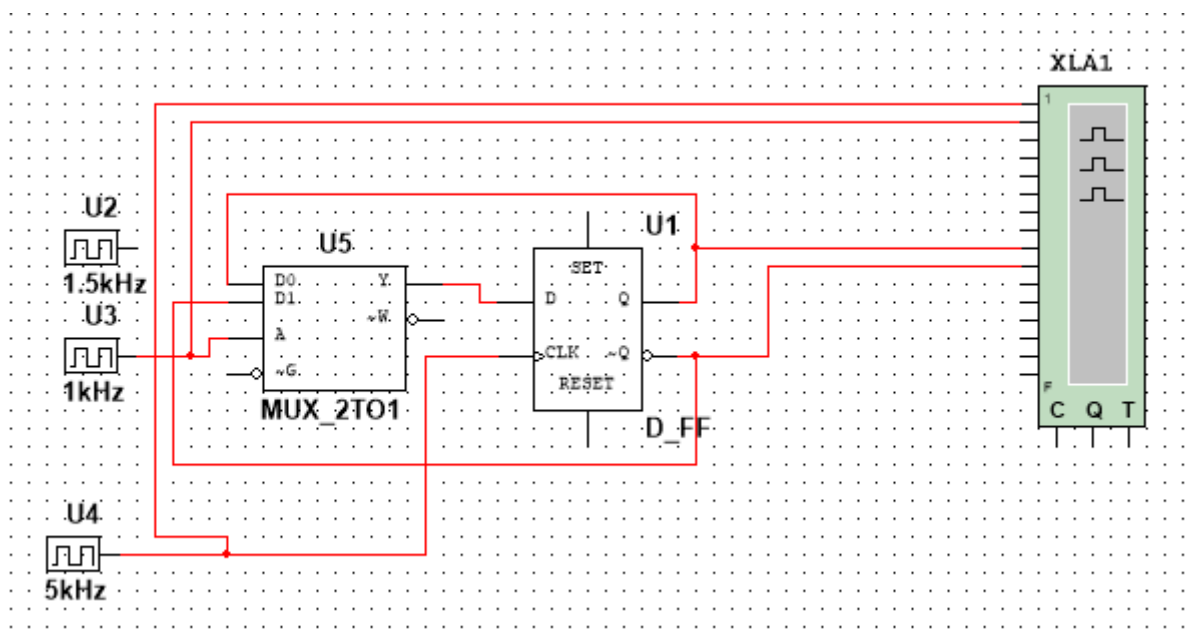 XLA1
1
F
C Q T
U2
1.5kHz
U3
1kHz
U5
D0 Y
D1
~W
A
~G
MUX_2TO1
U1
SET
D Q
CLK ~Q
RESET
D_FF
U4
5kHz